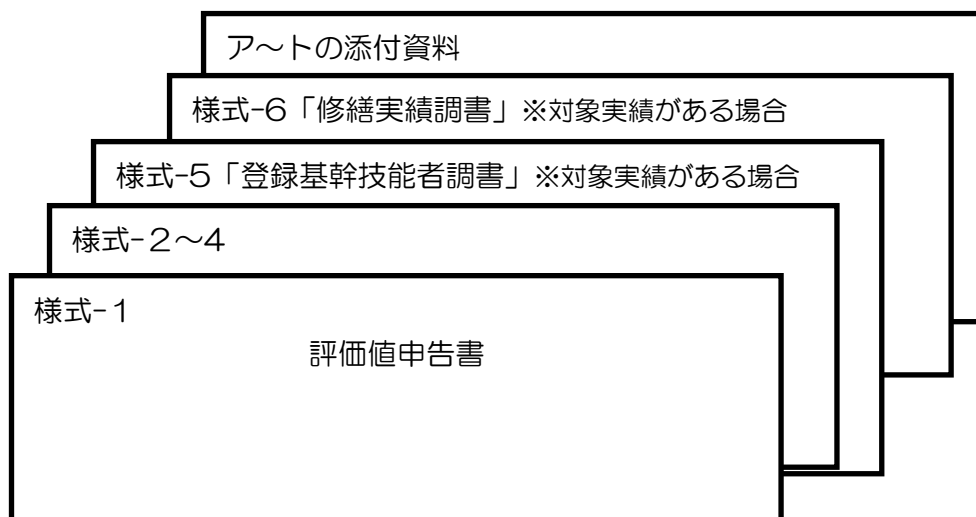 ア～トの添付資料
様式-6「修繕実績調書」※対象実績がある場合
様式-5「登録基幹技能者調書」※対象実績がある場合
様式-２～4
様式-１
評価値申告書